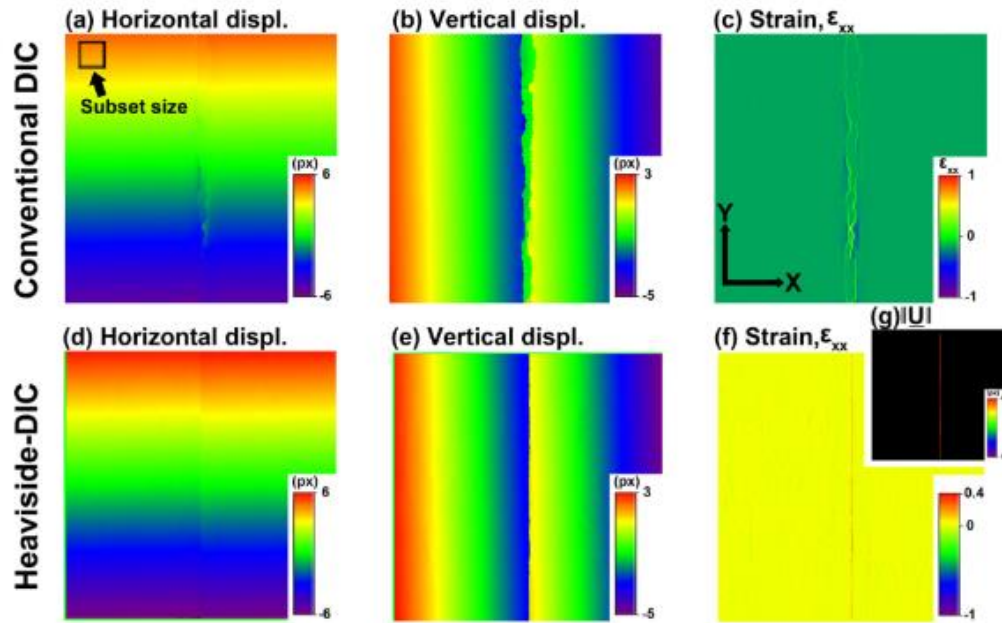 Conventional DIC
(a) Horizontal displ.
Subset size
(px)
6
-6
(b) Vertical displ.
(px)
3
-5
(c) Strain, εxx
Y
X
εxx
1
0
-1
Heaviside-DIC
(d) Horizontal displ.
(px)
6
-6
(e) Vertical displ.
(px)
3
-5
(f) Strain, εxx
0.4
0
-1
(g)||U||